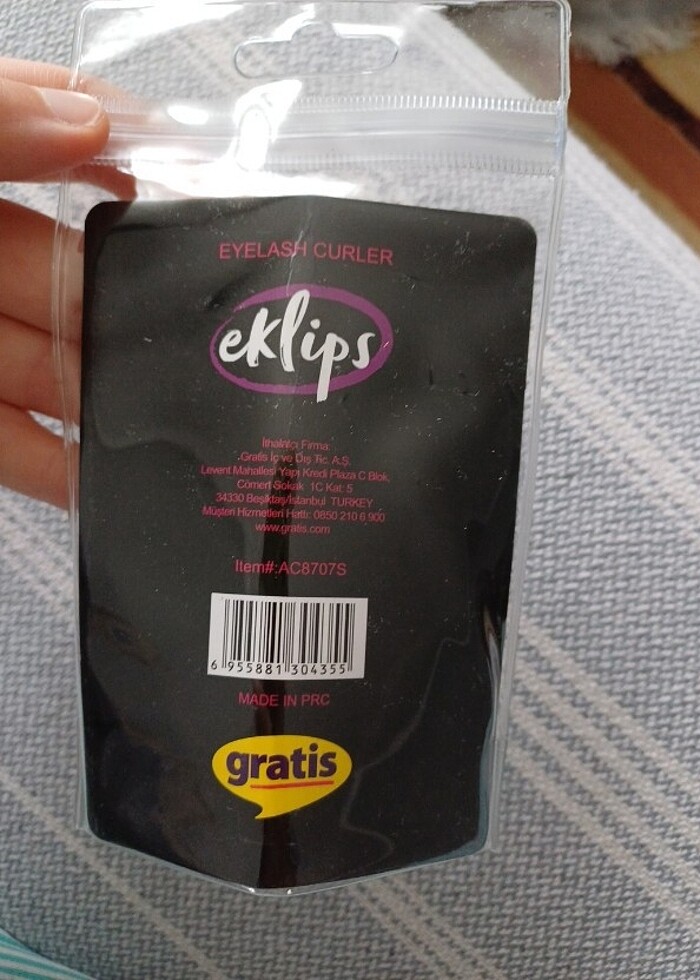 EYELASH CURLER
eklips
İthalatçı Firma:
Gratis İç ve Dış Tic. A.Ş.
Levent Mahallesi Yapı Kredi Plaza C Blok,
Cömert Sokak 1C Kat: 5
34330 Beşiktaş/İstanbul TURKEY
Müşteri Hizmetleri Hattı: 0850 210 6 900
www.gratis.com
Item#:AC8707S
6 955881 304355
MADE IN PRC
gratis